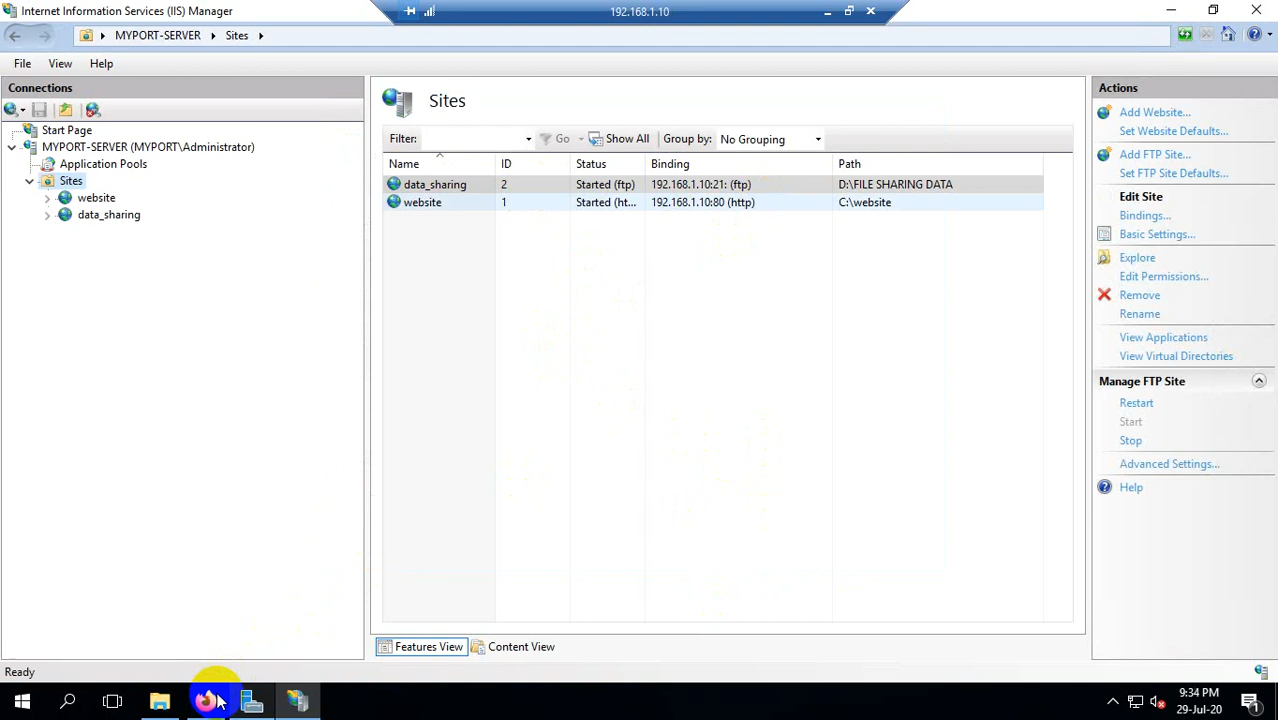 Internet Information Services (IIS) Manager
192.168.1.10
MYPORT-SERVER
Sites
File View Help
Connections
Start Page
MYPORT-SERVER (MYPORT\Administrator)
Application Pools
Sites
website
data_sharing
Sites
Filter: Go Show All Group by: No Grouping
Name ID Status Binding Path
data_sharing 2 Started (ftp) 192.168.1.10:21: (ftp) D:\FILE SHARING DATA
website 1 Started (ht... 192.168.1.10:80 (http) C:\website
Features View Content View
Actions
Add Website...
Set Website Defaults...
Add FTP Site...
Set FTP Site Defaults...
Edit Site
Bindings...
Basic Settings...
Explore
Edit Permissions...
Remove
Rename
View Applications
View Virtual Directories
Manage FTP Site
Restart
Start
Stop
Advanced Settings...
Help
Ready
9:34 PM
29-Jul-20
1